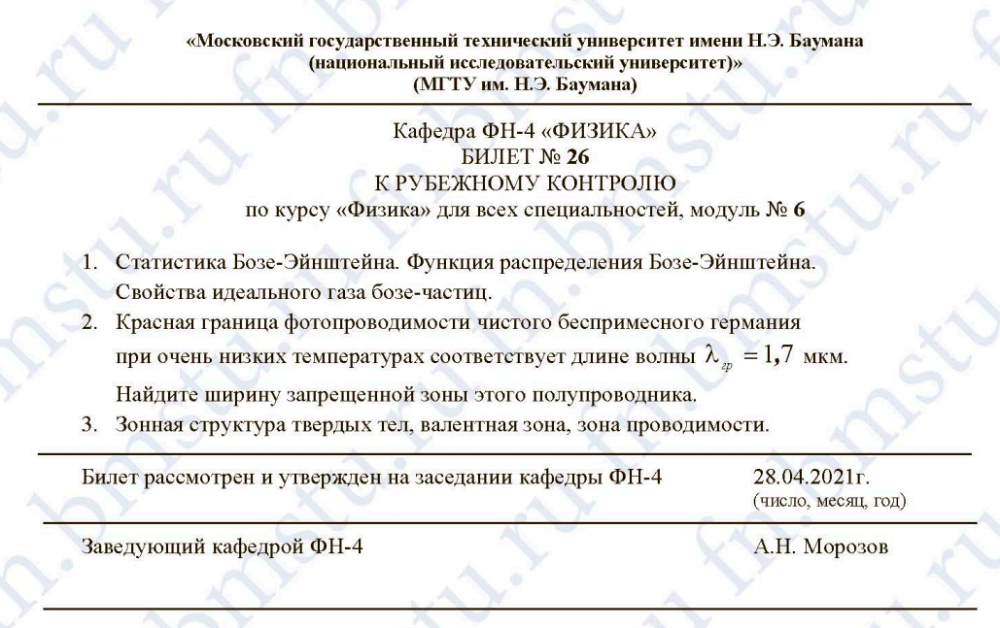 «Московский государственный технический университет имени Н.Э. Баумана
(национальный исследовательский университет)»
(МГТУ им. Н.Э. Баумана)
Кафедра ФН-4 «ФИЗИКА»
БИЛЕТ № 26
К РУБЕЖНОМУ КОНТРОЛЮ
по курсу «Физика» для всех специальностей, модуль № 6
1. Статистика Бозе-Эйнштейна. Функция распределения Бозе-Эйнштейна.
Свойства идеального газа бозе-частиц.
2. Красная граница фотопроводимости чистого беспримесного германия
при очень низких температурах соответствует длине волны λгр = 1,7 мкм.
Найдите ширину запрещенной зоны этого полупроводника.
3. Зонная структура твердых тел, валентная зона, зона проводимости.
Билет рассмотрен и утвержден на заседании кафедры ФН-4 28.04.2021г.
(число, месяц, год)
Заведующий кафедрой ФН-4 А.Н. Морозов
fn.bmstu.ru